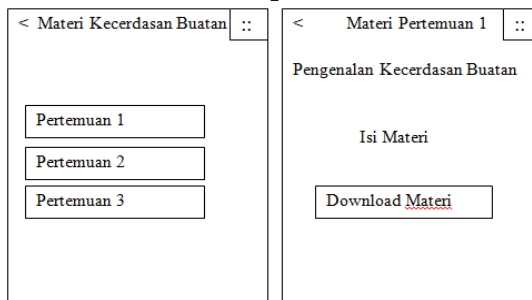 < Materi Kecerdasan Buatan ::
Pertemuan 1
Pertemuan 2
Pertemuan 3
< Materi Pertemuan 1 ::
Pengenalan Kecerdasan Buatan
Isi Materi
Download Materi